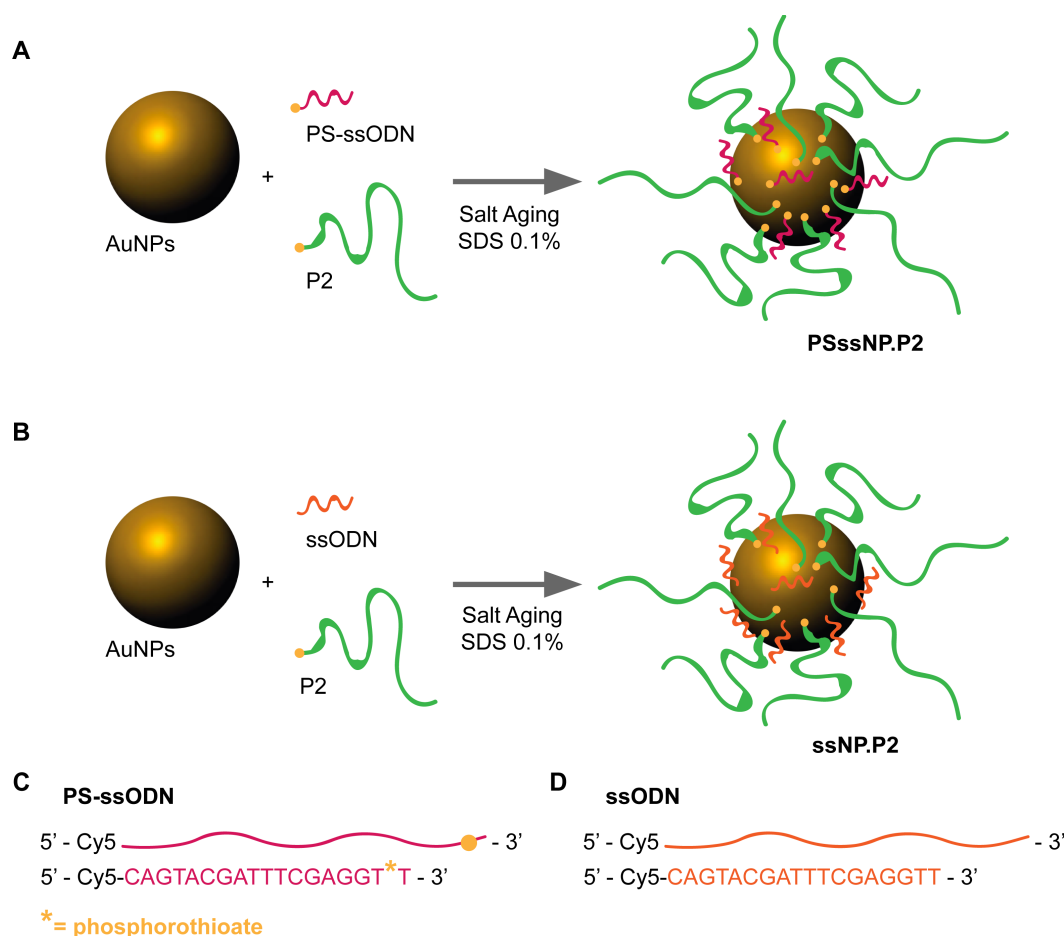 A
PS-ssODN
+
AuNPs
P2
Salt Aging
SDS 0.1%
PSssNP.P2
B
ssODN
+
AuNPs
P2
Salt Aging
SDS 0.1%
ssNP.P2
C
PS-ssODN
5’ - Cy5 - 3’
5’ - Cy5-CAGTACGATTTCGAGGT*T - 3’
*= phosphorothioate
D
ssODN
5’ - Cy5 - 3’
5’ - Cy5-CAGTACGATTTCGAGGTT - 3’